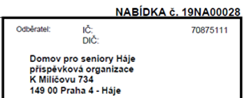 NABÍDKA č. 19NA00028
Odběratel: IČ: 70875111
DIČ:
Domov pro seniory Háje
příspěvková organizace
K Milíčovu 734
149 00 Praha 4 - Háje